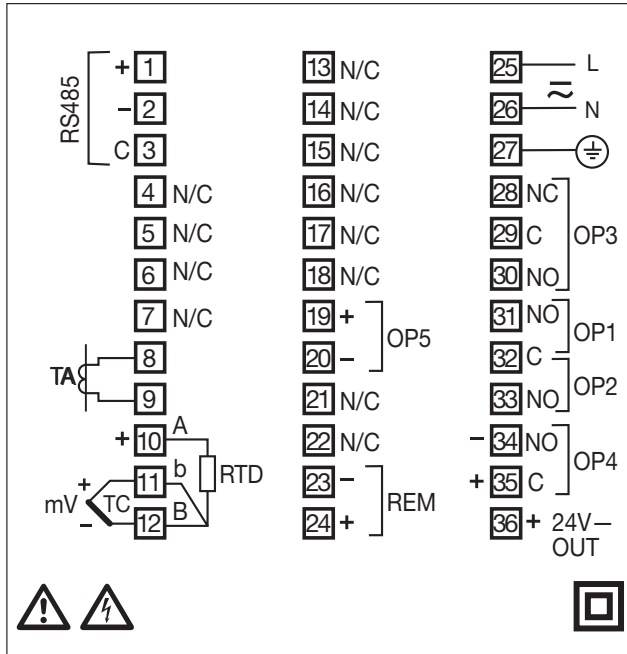 RS485
+ 1
− 2
C 3
4 N/C
5 N/C
6 N/C
7 N/C
TA
8
9
+ 10 A
11 b
12 B
mV + − TC
RTD
13 N/C
14 N/C
15 N/C
16 N/C
17 N/C
18 N/C
19 +
20 −
OP5
21 N/C
22 N/C
23 −
24 +
REM
25 L
26 N
27
28 NC
29 C
30 NO
OP3
31 NO
32 C
OP1
33 NO
OP2
− 34 NO
+ 35 C
OP4
36 + 24V⎓
OUT